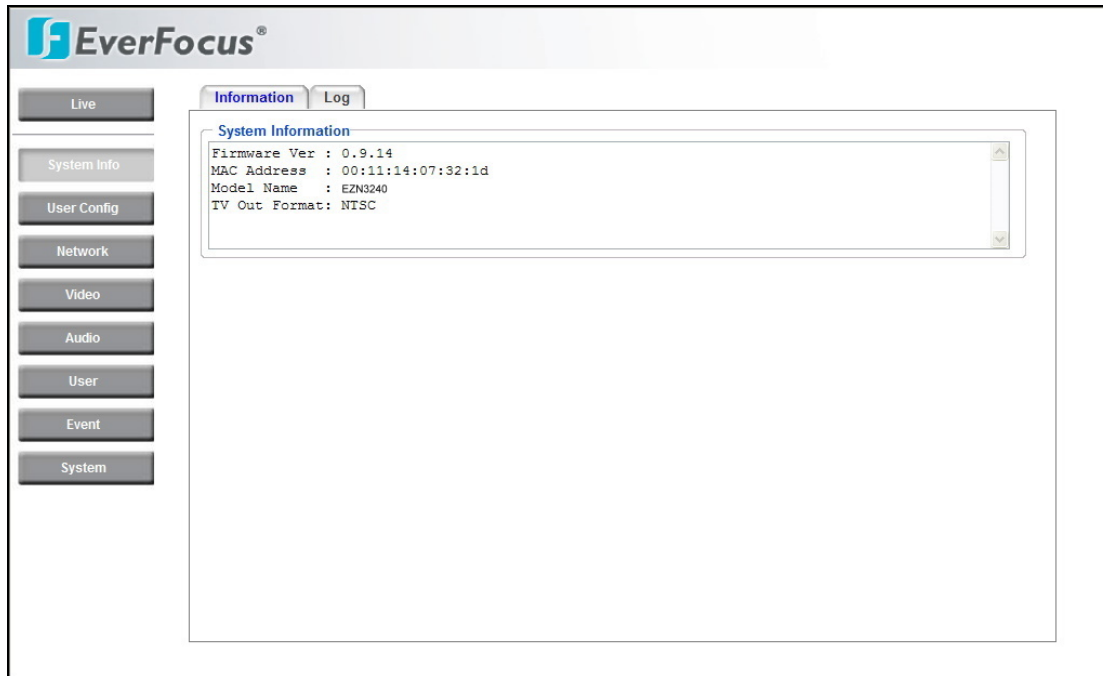 EverFocus®
Live
System Info
User Config
Network
Video
Audio
User
Event
System
Information
Log
System Information
Firmware Ver : 0.9.14
MAC Address : 00:11:14:07:32:1d
Model Name : EZN3240
TV Out Format: NTSC